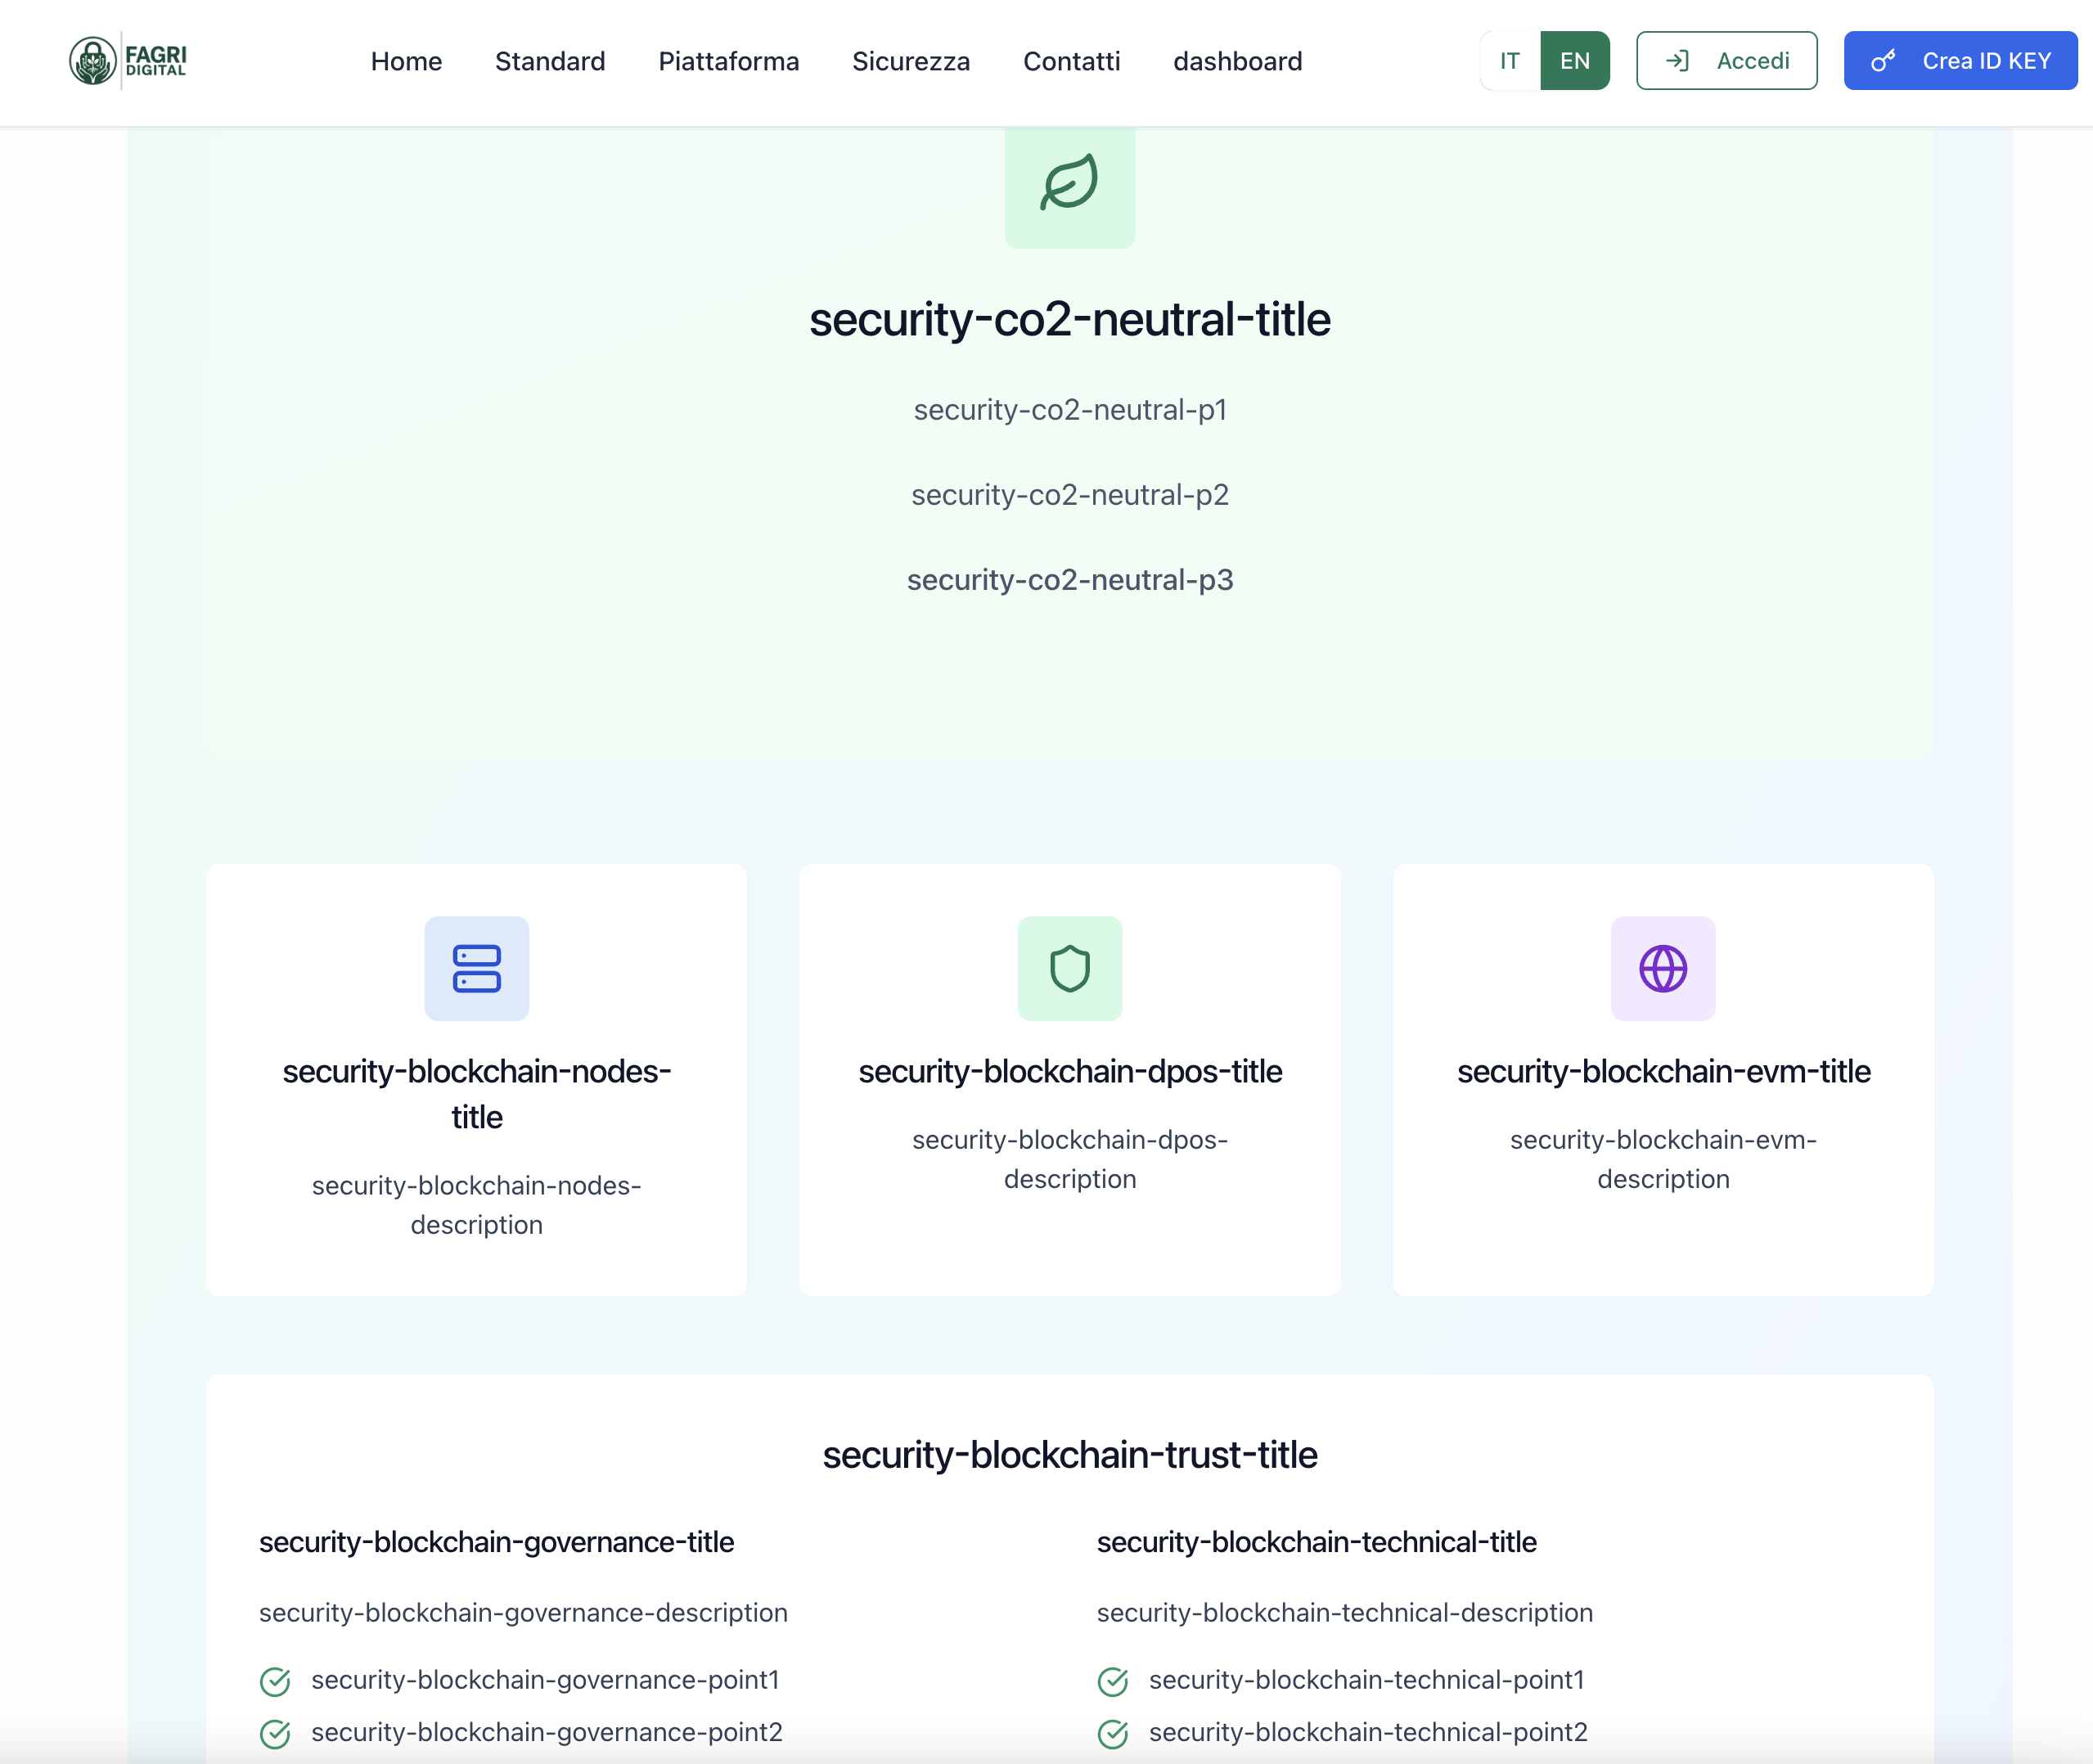 FAGRI
DIGITAL
Home
Standard
Piattaforma
Sicurezza
Contatti
dashboard
IT
EN
Accedi
Crea ID KEY
security-co2-neutral-title
security-co2-neutral-p1
security-co2-neutral-p2
security-co2-neutral-p3
security-blockchain-nodes-
title
security-blockchain-nodes-
description
security-blockchain-dpos-title
security-blockchain-dpos-
description
security-blockchain-evm-title
security-blockchain-evm-
description
security-blockchain-trust-title
security-blockchain-governance-title
security-blockchain-governance-description
security-blockchain-governance-point1
security-blockchain-governance-point2
security-blockchain-technical-title
security-blockchain-technical-description
security-blockchain-technical-point1
security-blockchain-technical-point2